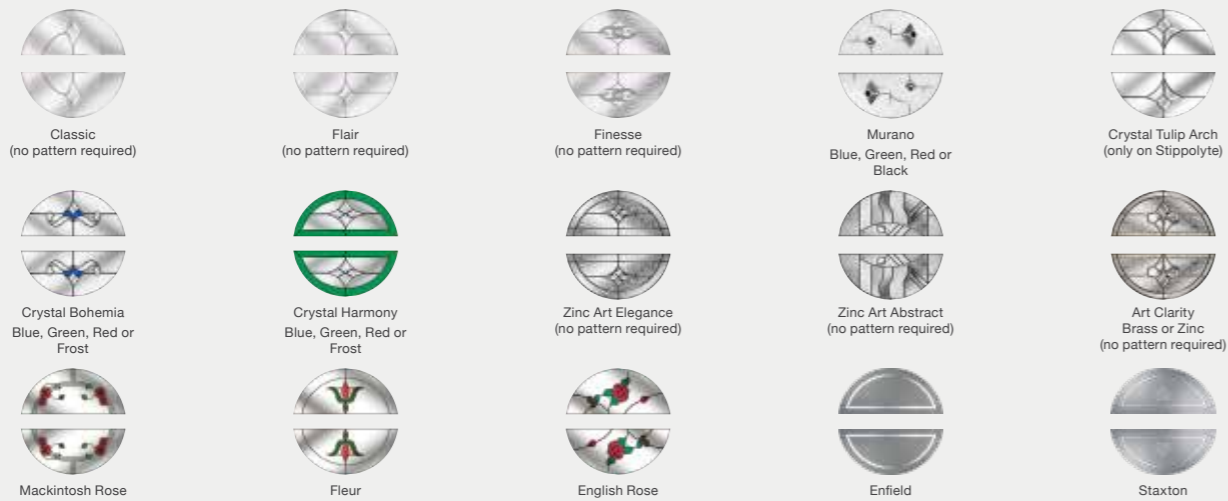 Classic
(no pattern required)
Flair
(no pattern required)
Finesse
(no pattern required)
Murano
Blue, Green, Red or
Black
Crystal Tulip Arch
(only on Stippolyte)
Crystal Bohemia
Blue, Green, Red or
Frost
Crystal Harmony
Blue, Green, Red or
Frost
Zinc Art Elegance
(no pattern required)
Zinc Art Abstract
(no pattern required)
Art Clarity
Brass or Zinc
(no pattern required)
Mackintosh Rose
Fleur
English Rose
Enfield
Staxton